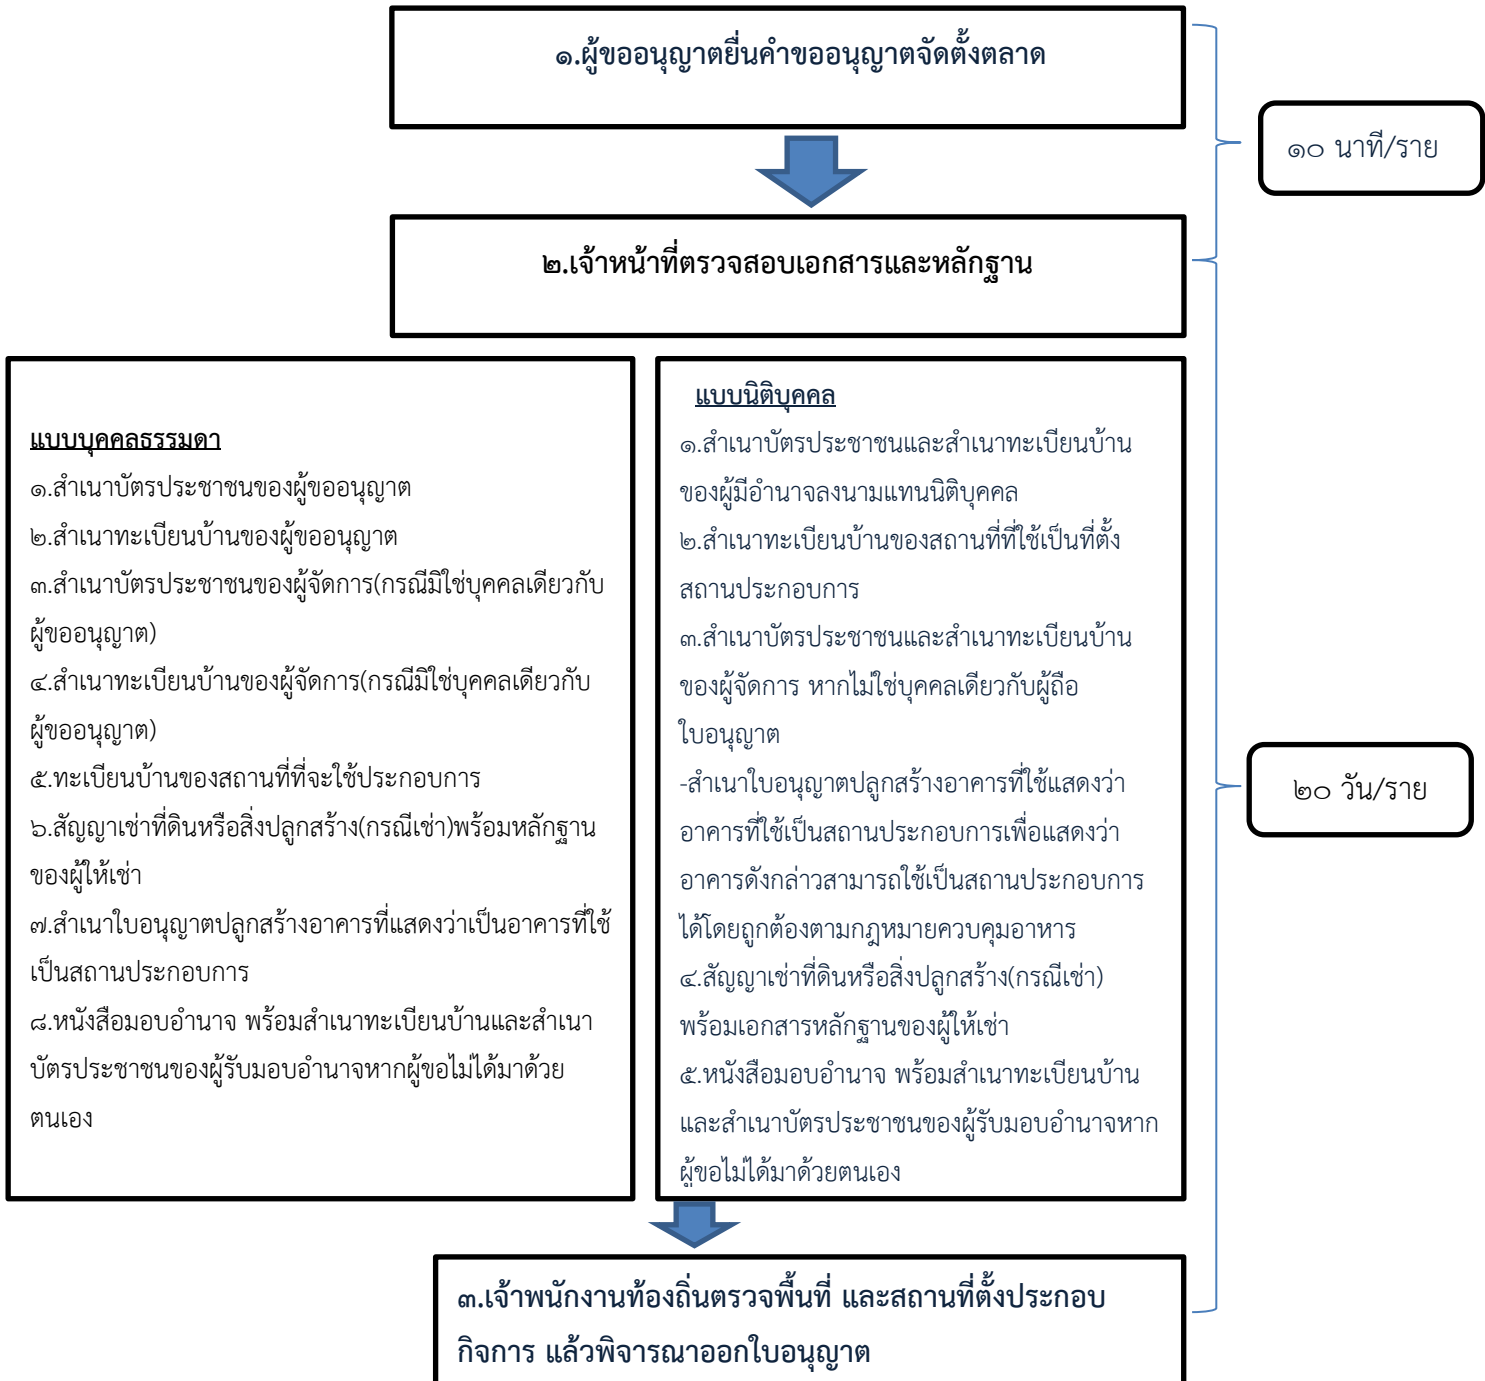 ๑.ผู้ขออนุญาตยื่นคำขออนุญาตจัดตั้งตลาด
๑๐ นาที/ราย
๒.เจ้าหน้าที่ตรวจสอบเอกสารและหลักฐาน
แบบบุคคลธรรมดา
๑.สำเนาบัตรประชาชนของผู้ขออนุญาต
๒.สำเนาทะเบียนบ้านของผู้ขออนุญาต
๓.สำเนาบัตรประชาชนของผู้จัดการ(กรณีมิใช่บุคคลเดียวกับ
ผู้ขออนุญาต)
๔.สำเนาทะเบียนบ้านของผู้จัดการ(กรณีมิใช่บุคคลเดียวกับ
ผู้ขออนุญาต)
๕.ทะเบียนบ้านของสถานที่ที่จะใช้ประกอบการ
๖.สัญญาเช่าที่ดินหรือสิ่งปลูกสร้าง(กรณีเช่า)พร้อมหลักฐาน
ของผู้ให้เช่า
๗.สำเนาใบอนุญาตปลูกสร้างอาคารที่แสดงว่าเป็นอาคารที่ใช้
เป็นสถานประกอบการ
๘.หนังสือมอบอำนาจ พร้อมสำเนาทะเบียนบ้านและสำเนา
บัตรประชาชนของผู้รับมอบอำนาจหากผู้ขอไม่ได้มาด้วย
ตนเอง
แบบนิติบุคคล
๑.สำเนาบัตรประชาชนและสำเนาทะเบียนบ้าน
ของผู้มีอำนาจลงนามแทนนิติบุคคล
๒.สำเนาทะเบียนบ้านของสถานที่ที่ใช้เป็นที่ตั้ง
สถานประกอบการ
๓.สำเนาบัตรประชาชนและสำเนาทะเบียนบ้าน
ของผู้จัดการ หากไม่ใช่บุคคลเดียวกับผู้ถือ
ใบอนุญาต
-สำเนาใบอนุญาตปลูกสร้างอาคารที่ใช้แสดงว่า
อาคารที่ใช้เป็นสถานประกอบการเพื่อแสดงว่า
อาคารดังกล่าวสามารถใช้เป็นสถานประกอบการ
ได้โดยถูกต้องตามกฎหมายควบคุมอาหาร
๔.สัญญาเช่าที่ดินหรือสิ่งปลูกสร้าง(กรณีเช่า)
พร้อมเอกสารหลักฐานของผู้ให้เช่า
๕.หนังสือมอบอำนาจ พร้อมสำเนาทะเบียนบ้าน
และสำเนาบัตรประชาชนของผู้รับมอบอำนาจหาก
ผู้ขอไม่ได้มาด้วยตนเอง
๒๐ วัน/ราย
๓.เจ้าพนักงานท้องถิ่นตรวจพื้นที่ และสถานที่ตั้งประกอบ
กิจการ แล้วพิจารณาออกใบอนุญาต